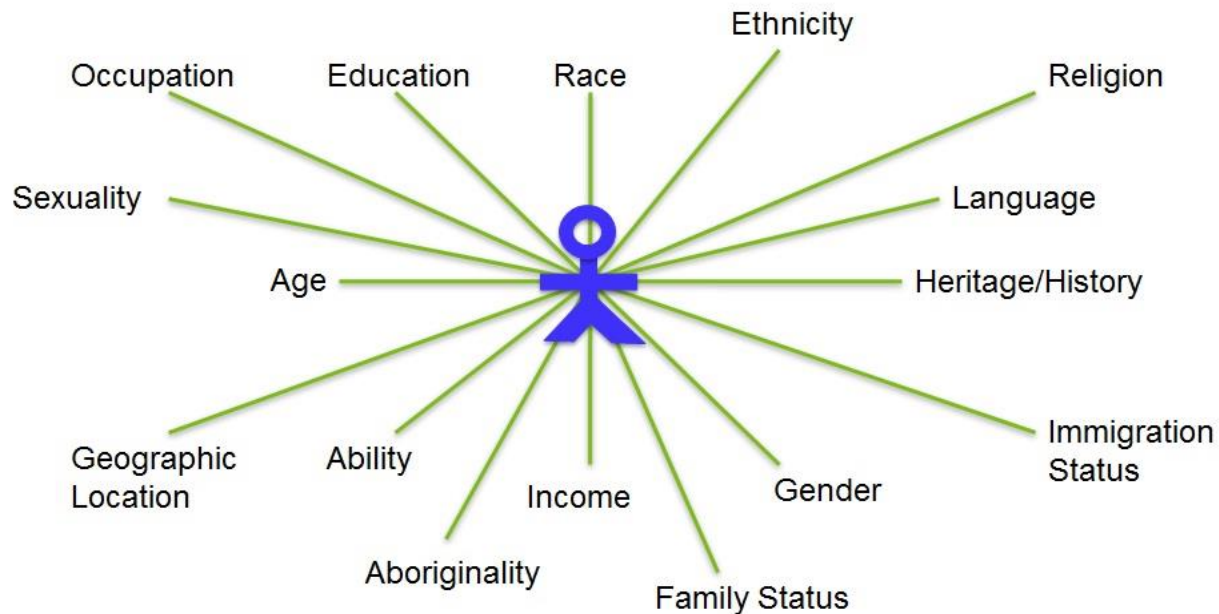 Ethnicity
Occupation
Education
Race
Religion
Sexuality
Language
Age
Heritage/History
Geographic
Location
Ability
Income
Gender
Immigration
Status
Aboriginality
Family Status